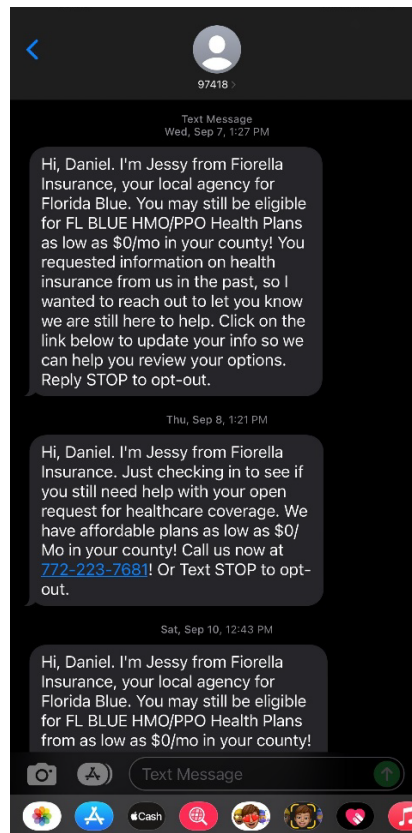 97418
Text Message
Wed, Sep 7, 1:27 PM
Hi, Daniel. I'm Jessy from Fiorella
Insurance, your local agency for
Florida Blue. You may still be eligible
for FL BLUE HMO/PPO Health Plans
as low as $0/mo in your county! You
requested information on health
insurance from us in the past, so I
wanted to reach out to let you know
we are still here to help. Click on the
link below to update your info so we
can help you review your options.
Reply STOP to opt-out.
Thu, Sep 8, 1:21 PM
Hi, Daniel. I'm Jessy from Fiorella
Insurance. Just checking in to see if
you still need help with your open
request for healthcare coverage. We
have affordable plans as low as $0/
Mo in your county! Call us now at
772-223-7681! Or Text STOP to opt-
out.
Sat, Sep 10, 12:43 PM
Hi, Daniel. I'm Jessy from Fiorella
Insurance, your local agency for
Florida Blue. You may still be eligible
for FL BLUE HMO/PPO Health Plans
from as low as $0/mo in your county!
Text Message
Cash